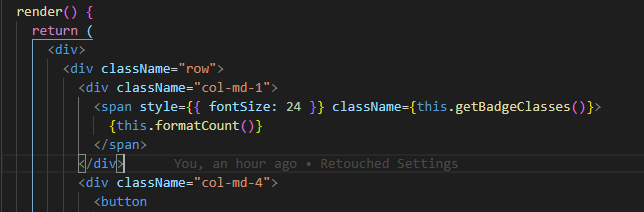 render() {
return (
<div>
<div className="row">
<div className="col-md-1">
<span style={{ fontSize: 24 }} className={this.getBadgeClasses()}>
{this.formatCount()}
</span>
</div> You, an hour ago • Retouched Settings
<div className="col-md-4">
<button